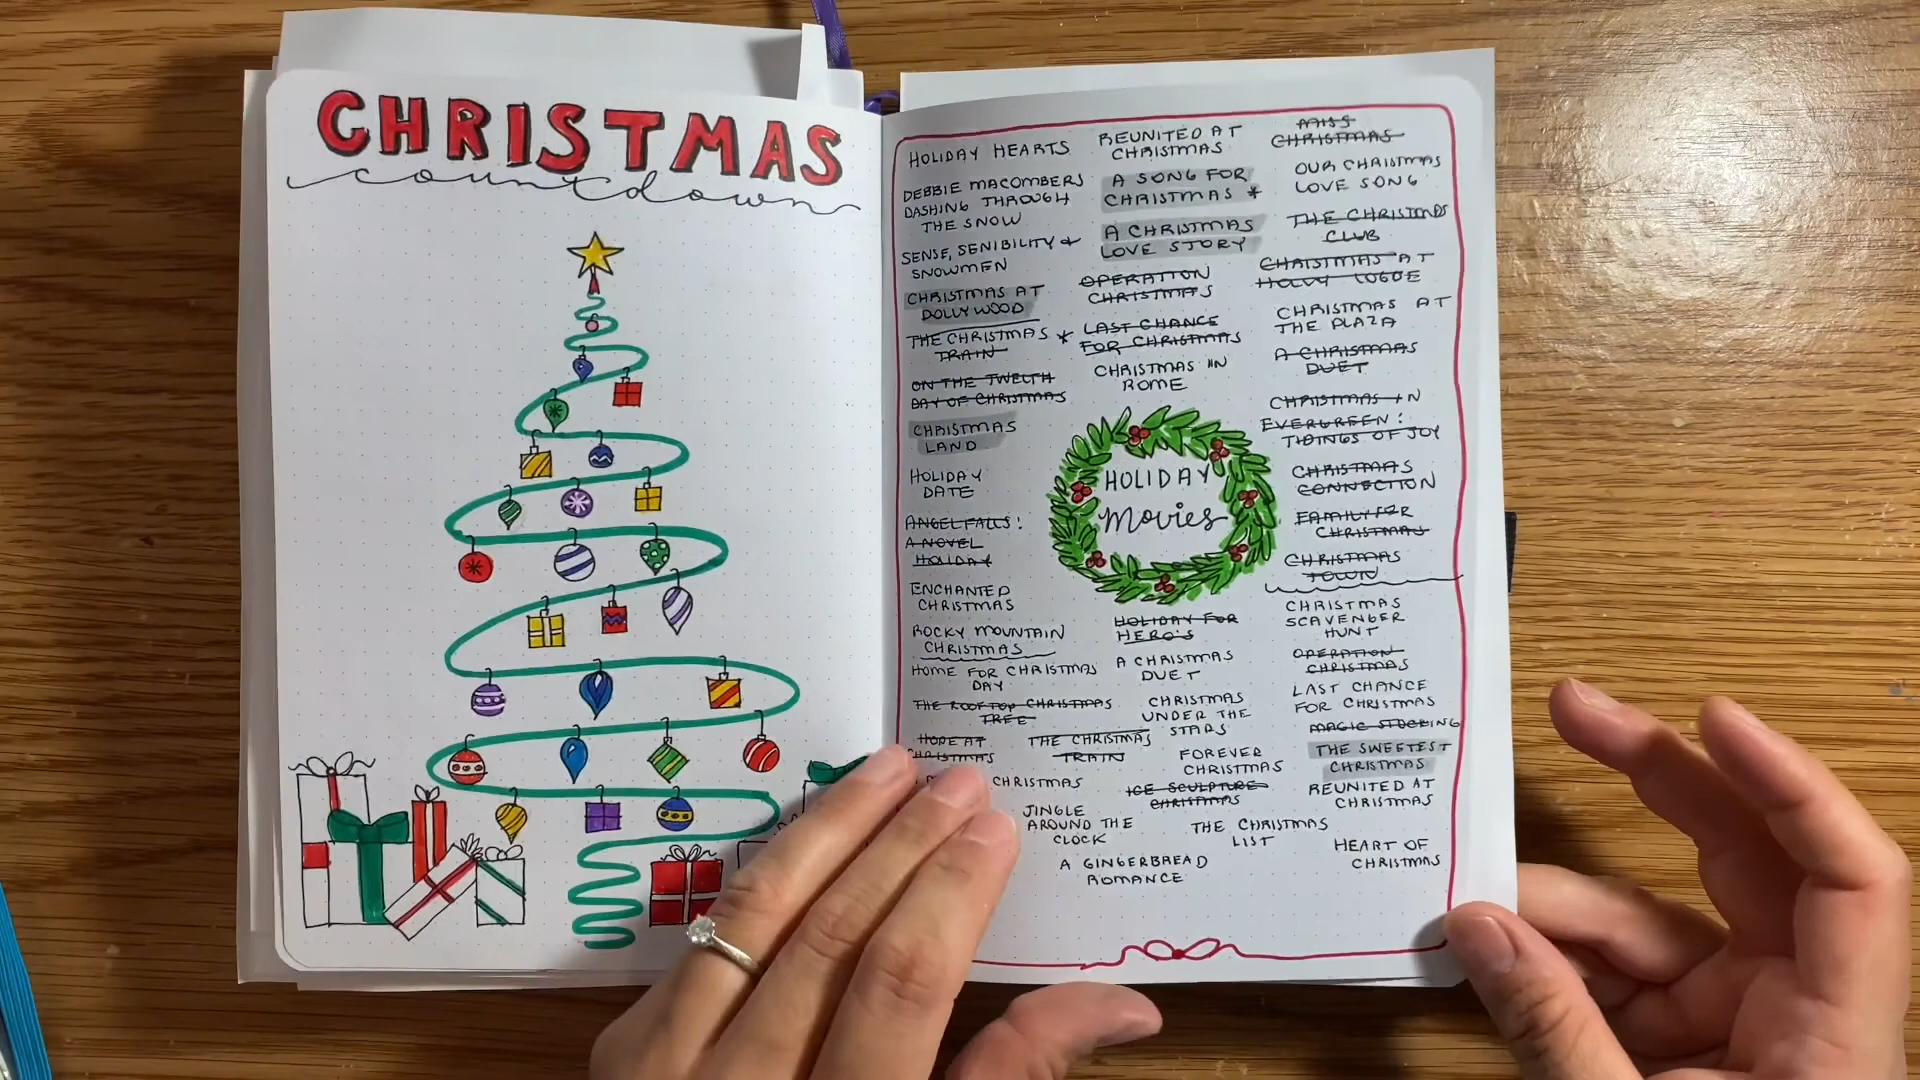 CHRISTMAS
countdown
HOLIDAY HEARTS
DEBBIE MACOMBERS
DASHING THROUGH
THE SNOW
SENSE, SENIBILITY &
SNOWMEN
CHRISTMAS AT
DOLLYWOOD
THE CHRISTMAS *
TRAIN
ON THE TWELTH
DAY OF CHRISTMAS
CHRISTMAS
LAND
HOLIDAY
DATE
ANGEL FALLS:
A NOVEL
HOLIDAY
ENCHANTED
CHRISTMAS
ROCKY MOUNTAIN
CHRISTMAS
REUNITED AT
CHRISTMAS
A SONG FOR
CHRISTMAS *
A CHRISTMAS
LOVE STORY
OPERATION
CHRISTMAS
LAST CHANCE
FOR CHRISTMAS
CHRISTMAS IN
ROME
HOLIDAY
Movies
MISS
CHRISTMAS
OUR CHRISTMAS
LOVE SONG
THE CHRISTMAS
CLUB
CHRISTMAS AT
CHRISTMAS AT
THE PLAZA
A CHRISTMAS
DUET
CHRISTMAS IN
EVERGREEN:
TIDINGS OF JOY
CHRISTMAS
CONNECTION
FAMILY FOR
CHRISTMAS
CHRISTMAS
TOWN
HOME FOR CHRISTMAS
DAY
THE ROOFTOP CHRISTMAS
TREE
HOPE AT
CHRISTMAS
CHRISTMAS
THE CHRISTMAS
TRAIN
JINGLE
AROUND THE
CLOCK
A GINGERBREAD
ROMANCE
HOLIDAY FOR
HERO'S
A CHRISTMAS
DUET
CHRISTMAS
UNDER THE
STARS
FOREVER
CHRISTMAS
ICE SCULPTURE
CHRISTMAS
THE CHRISTMAS
LIST
CHRISTMAS
SCAVENGER
HUNT
OPERATION
CHRISTMAS
LAST CHANCE
FOR CHRISTMAS
MAGIC STOCKING
THE SWEETEST
CHRISTMAS
REUNITED AT
CHRISTMAS
HEART OF
CHRISTMAS